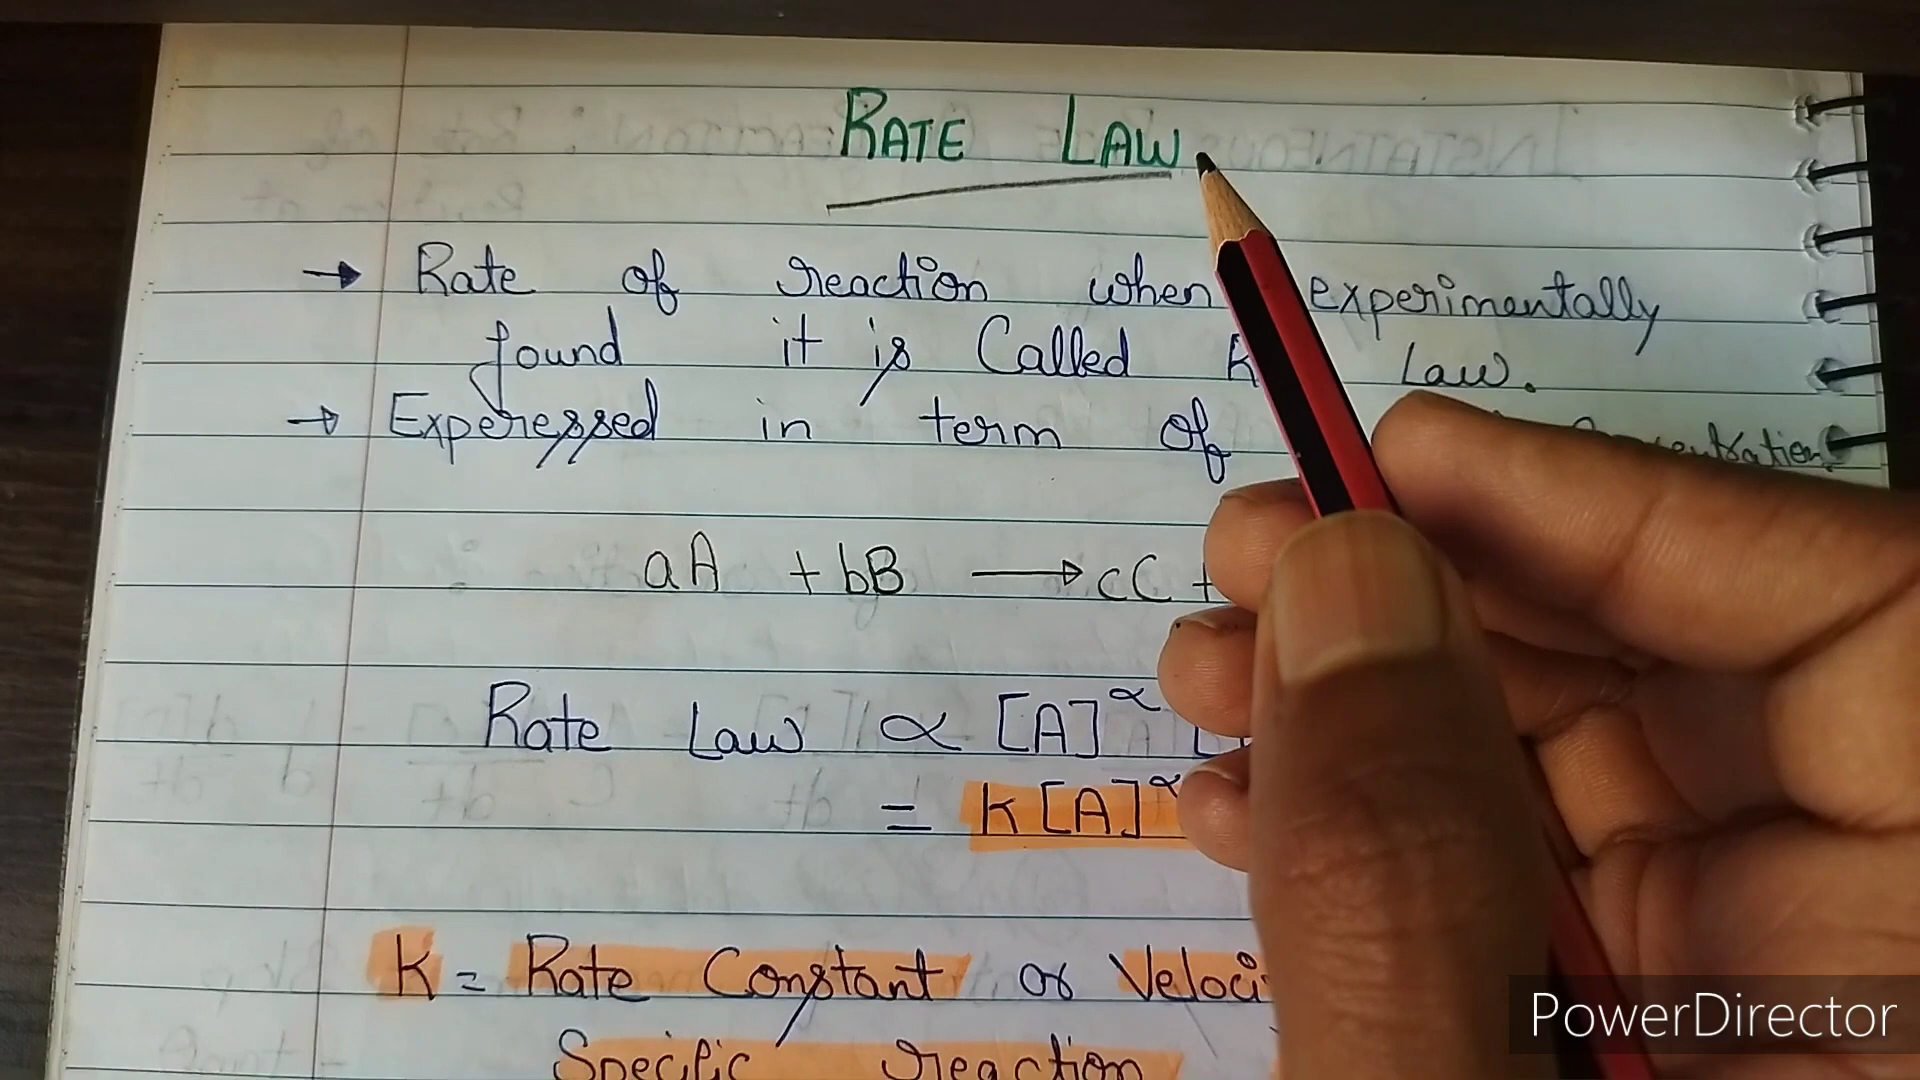 RATE LAW
→ Rate of reaction when experimentally
found it is Called Law.
→ Experessed in term of
aA + bB → cC +
Rate Law ∝ [A]^α [
= K[A]^α
K = Rate Constant or
Specific reaction
PowerDirector